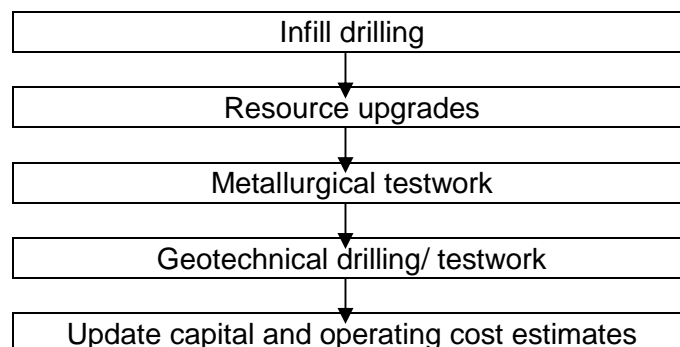 Infill drilling
Resource upgrades
Metallurgical testwork
Geotechnical drilling/ testwork
Update capital and operating cost estimates